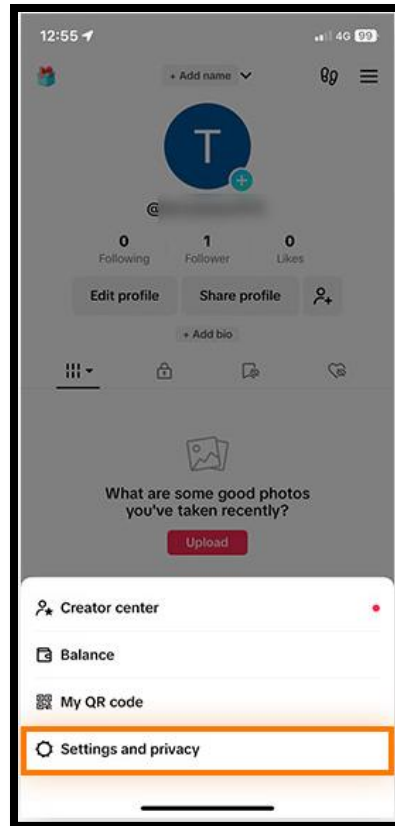 12:55
4G 99
+ Add name
T
@
0 1 0
Following Follower Likes
Edit profile Share profile
+ Add bio
What are some good photos
you've taken recently?
Upload
Creator center
Balance
My QR code
Settings and privacy